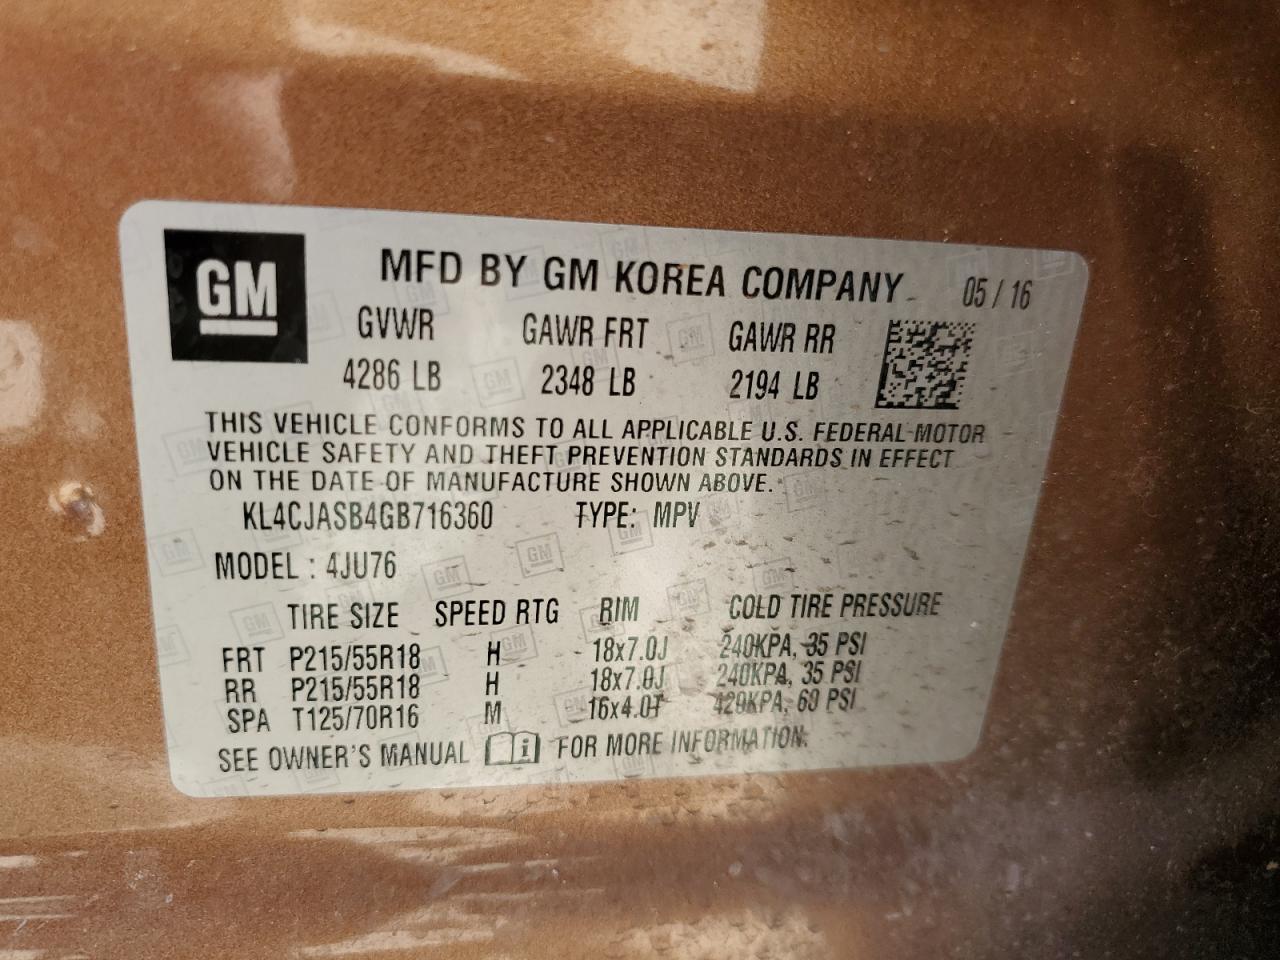 GM
MFD BY GM KOREA COMPANY 05 / 16
GVWR GAWR FRT GAWR RR
4286 LB 2348 LB 2194 LB
THIS VEHICLE CONFORMS TO ALL APPLICABLE U.S. FEDERAL MOTOR
VEHICLE SAFETY AND THEFT PREVENTION STANDARDS IN EFFECT
ON THE DATE OF MANUFACTURE SHOWN ABOVE.
KL4CJASB4GB716360 TYPE: MPV
MODEL : 4JU76
TIRE SIZE SPEED RTG RIM COLD TIRE PRESSURE
FRT P215/55R18 H 18x7.0J 240KPA, 35 PSI
RR P215/55R18 H 18x7.0J 240KPA, 35 PSI
SPA T125/70R16 M 16x4.0T 420KPA, 60 PSI
SEE OWNER'S MANUAL i FOR MORE INFORMATION.